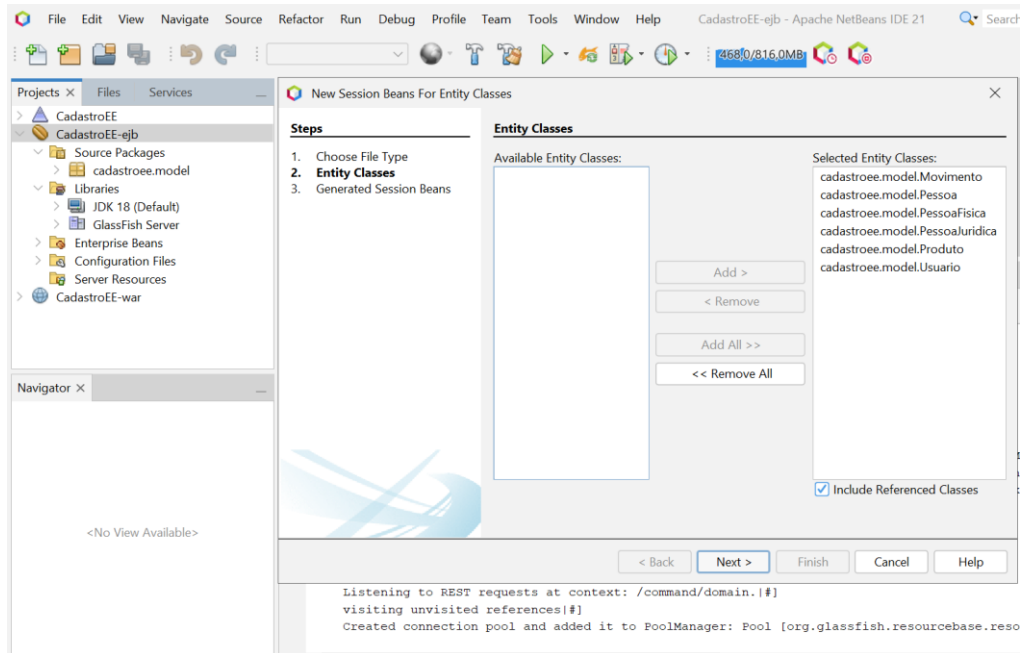 File Edit View Navigate Source Refactor Run Debug Profile Team Tools Window Help CadastroEE-ejb - Apache NetBeans IDE 21 Search
468,0/816,0MB
Projects Files Services
CadastroEE
CadastroEE-ejb
Source Packages
cadastroee.model
Libraries
JDK 18 (Default)
GlassFish Server
Enterprise Beans
Configuration Files
Server Resources
CadastroEE-war
Navigator
<No View Available>
New Session Beans For Entity Classes
Steps
1. Choose File Type
2. Entity Classes
3. Generated Session Beans
Entity Classes
Available Entity Classes:
Add >
< Remove
Add All >>
<< Remove All
Selected Entity Classes:
cadastroee.model.Movimento
cadastroee.model.Pessoa
cadastroee.model.PessoaFisica
cadastroee.model.PessoaJuridica
cadastroee.model.Produto
cadastroee.model.Usuario
Include Referenced Classes
< Back Next > Finish Cancel Help
Listening to REST requests at context: /command/domain.|#]
visiting unvisited references|#]
Created connection pool and added it to PoolManager: Pool [org.glassfish.resourcebase.reso